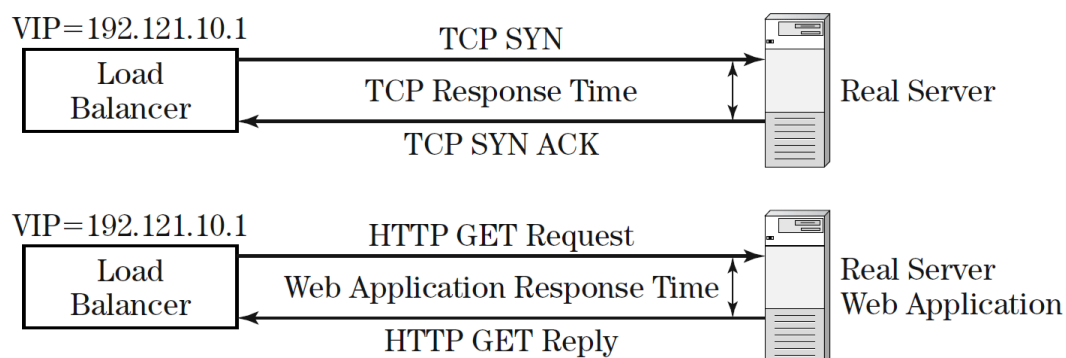 VIP=192.121.10.1
Load
Balancer
TCP SYN
TCP Response Time
TCP SYN ACK
Real Server
VIP=192.121.10.1
Load
Balancer
HTTP GET Request
Web Application Response Time
HTTP GET Reply
Real Server
Web Application